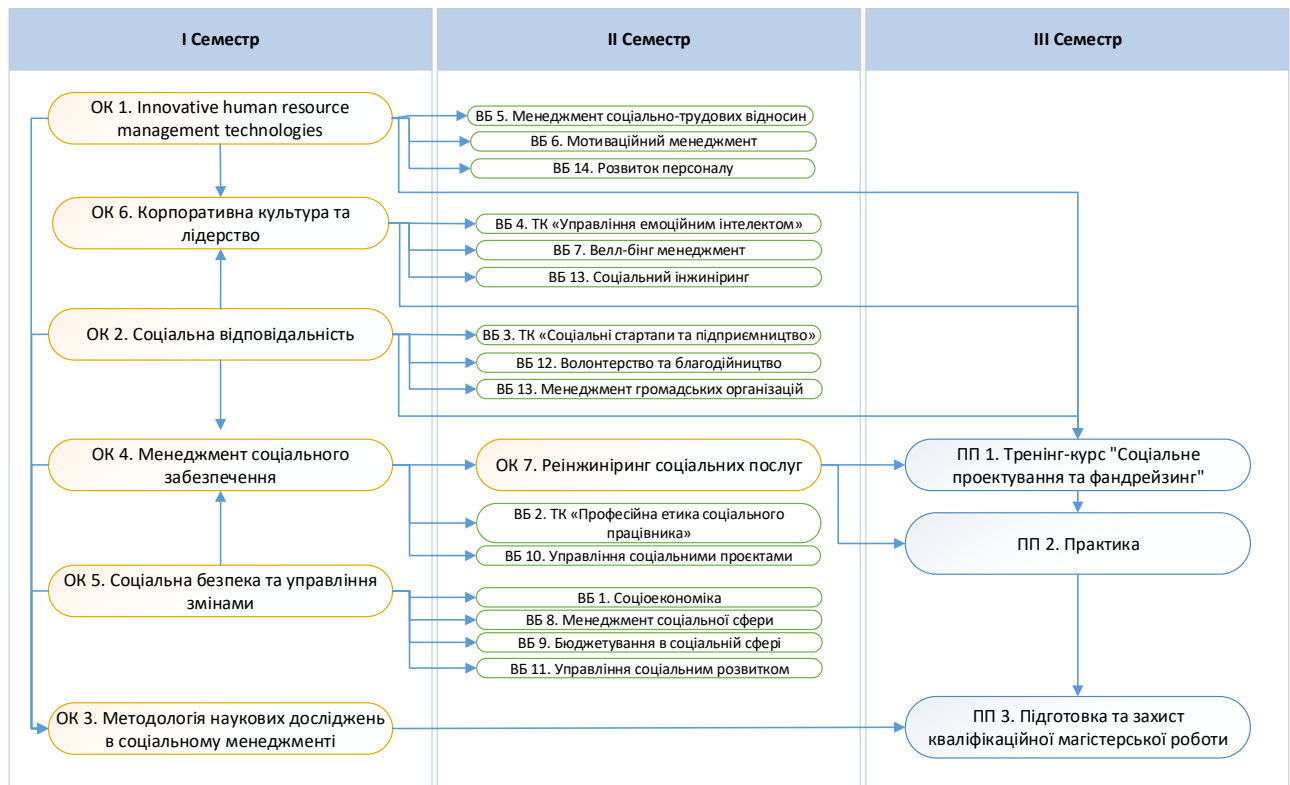 I Семестр
II Семестр
III Семестр
ОК 1. Innovative human resource
management technologies
ОК 6. Корпоративна культура та
лідерство
ОК 2. Соціальна відповідальність
ОК 4. Менеджмент соціального
забезпечення
ОК 5. Соціальна безпека та управління
змінами
ОК 3. Методологія наукових досліджень
в соціальному менеджменті
ВБ 5. Менеджмент соціально-трудових відносин
ВБ 6. Мотиваційний менеджмент
ВБ 14. Розвиток персоналу
ВБ 4. ТК «Управління емоційним інтелектом»
ВБ 7. Велл-бінг менеджмент
ВБ 13. Соціальний інжиніринг
ВБ 3. ТК «Соціальні стартапи та підприємництво»
ВБ 12. Волонтерство та благодійництво
ВБ 13. Менеджмент громадських організацій
ОК 7. Реінжиніринг соціальних послуг
ВБ 2. ТК «Професійна етика соціального
працівника»
ВБ 10. Управління соціальними проєктами
ВБ 1. Соціоекономіка
ВБ 8. Менеджмент соціальної сфери
ВБ 9. Бюджетування в соціальній сфері
ВБ 11. Управління соціальним розвитком
ПП 1. Тренінг-курс "Соціальне
проектування та фандрейзинг"
ПП 2. Практика
ПП 3. Підготовка та захист
кваліфікаційної магістерської роботи